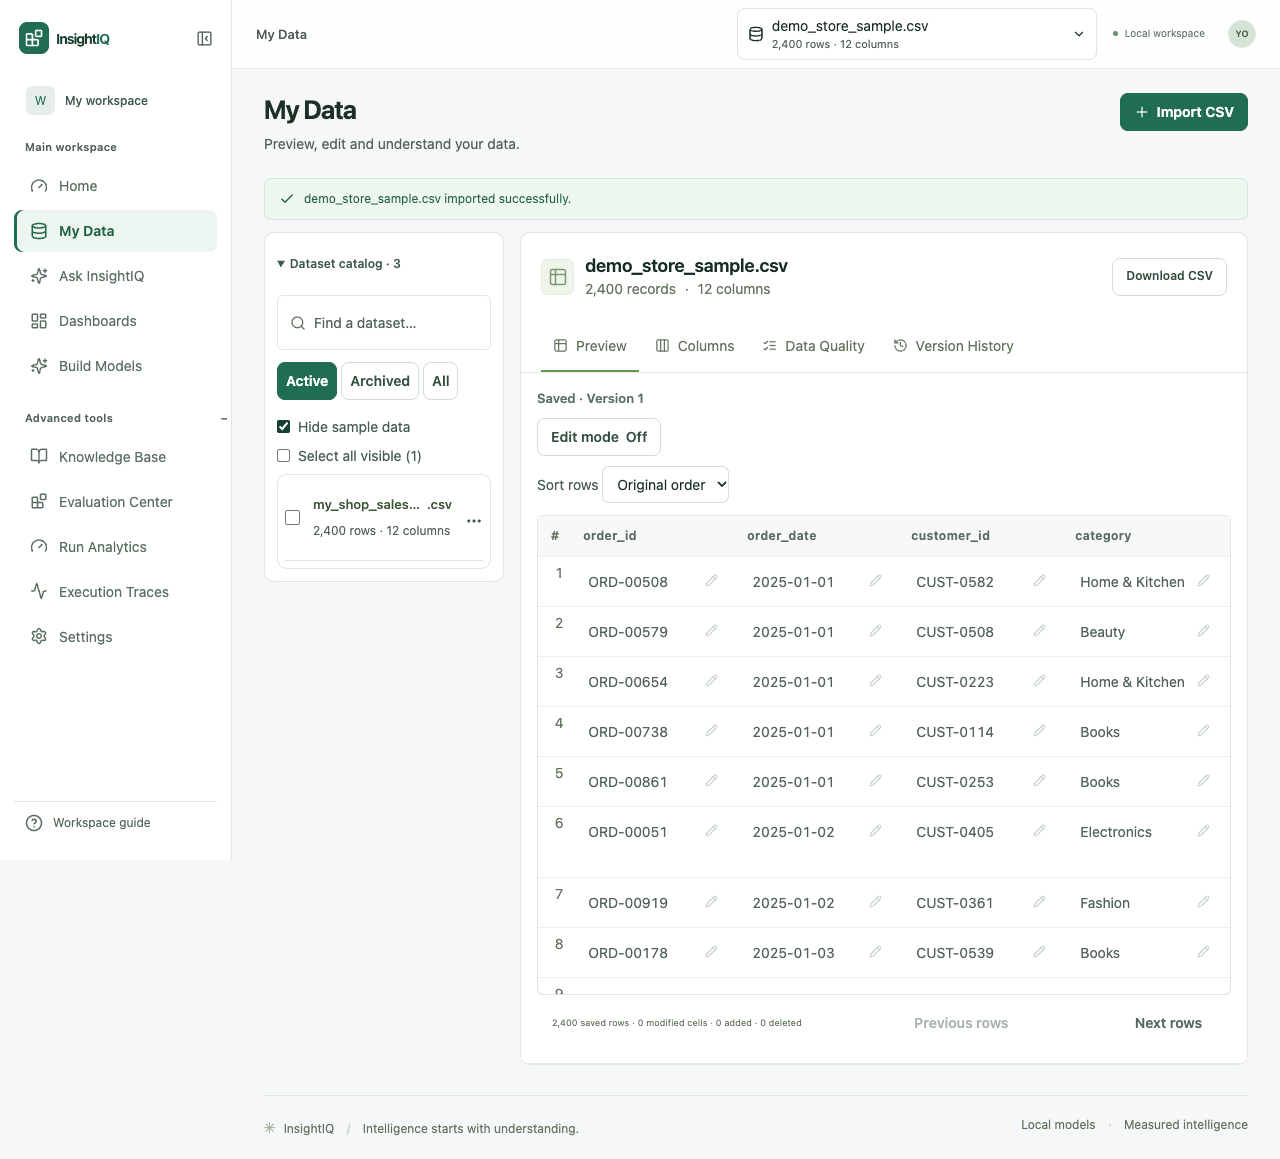 InsightIQ
My Data
demo_store_sample.csv
2,400 rows · 12 columns
Local workspace
YO
W
My workspace
Main workspace
Home
My Data
Ask InsightIQ
Dashboards
Build Models
Advanced tools
–
Knowledge Base
Evaluation Center
Run Analytics
Execution Traces
Settings
Workspace guide
My Data
Preview, edit and understand your data.
+ Import CSV
demo_store_sample.csv imported successfully.
▼ Dataset catalog · 3
Find a dataset...
Active Archived All
Hide sample data
Select all visible (1)
my_shop_sales... .csv
2,400 rows · 12 columns
demo_store_sample.csv
2,400 records · 12 columns
Download CSV
Preview Columns Data Quality Version History
Saved · Version 1
Edit mode Off
Sort rows Original order
# order_id order_date customer_id category
1 ORD-00508 2025-01-01 CUST-0582 Home & Kitchen
2 ORD-00579 2025-01-01 CUST-0508 Beauty
3 ORD-00654 2025-01-01 CUST-0223 Home & Kitchen
4 ORD-00738 2025-01-01 CUST-0114 Books
5 ORD-00861 2025-01-01 CUST-0253 Books
6 ORD-00051 2025-01-02 CUST-0405 Electronics
7 ORD-00919 2025-01-02 CUST-0361 Fashion
8 ORD-00178 2025-01-03 CUST-0539 Books
9
2,400 saved rows · 0 modified cells · 0 added · 0 deleted
Previous rows
Next rows
InsightIQ / Intelligence starts with understanding.
Local models · Measured intelligence